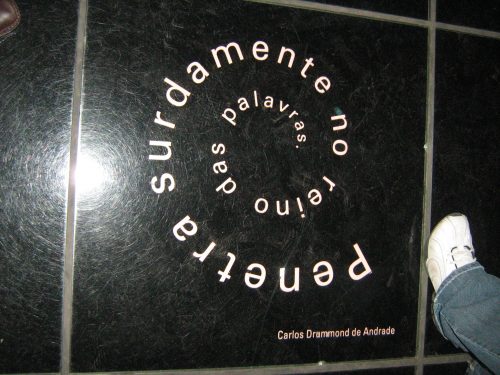 Penetra surdamente no reino das palavras.
Carlos Drummond de Andrade